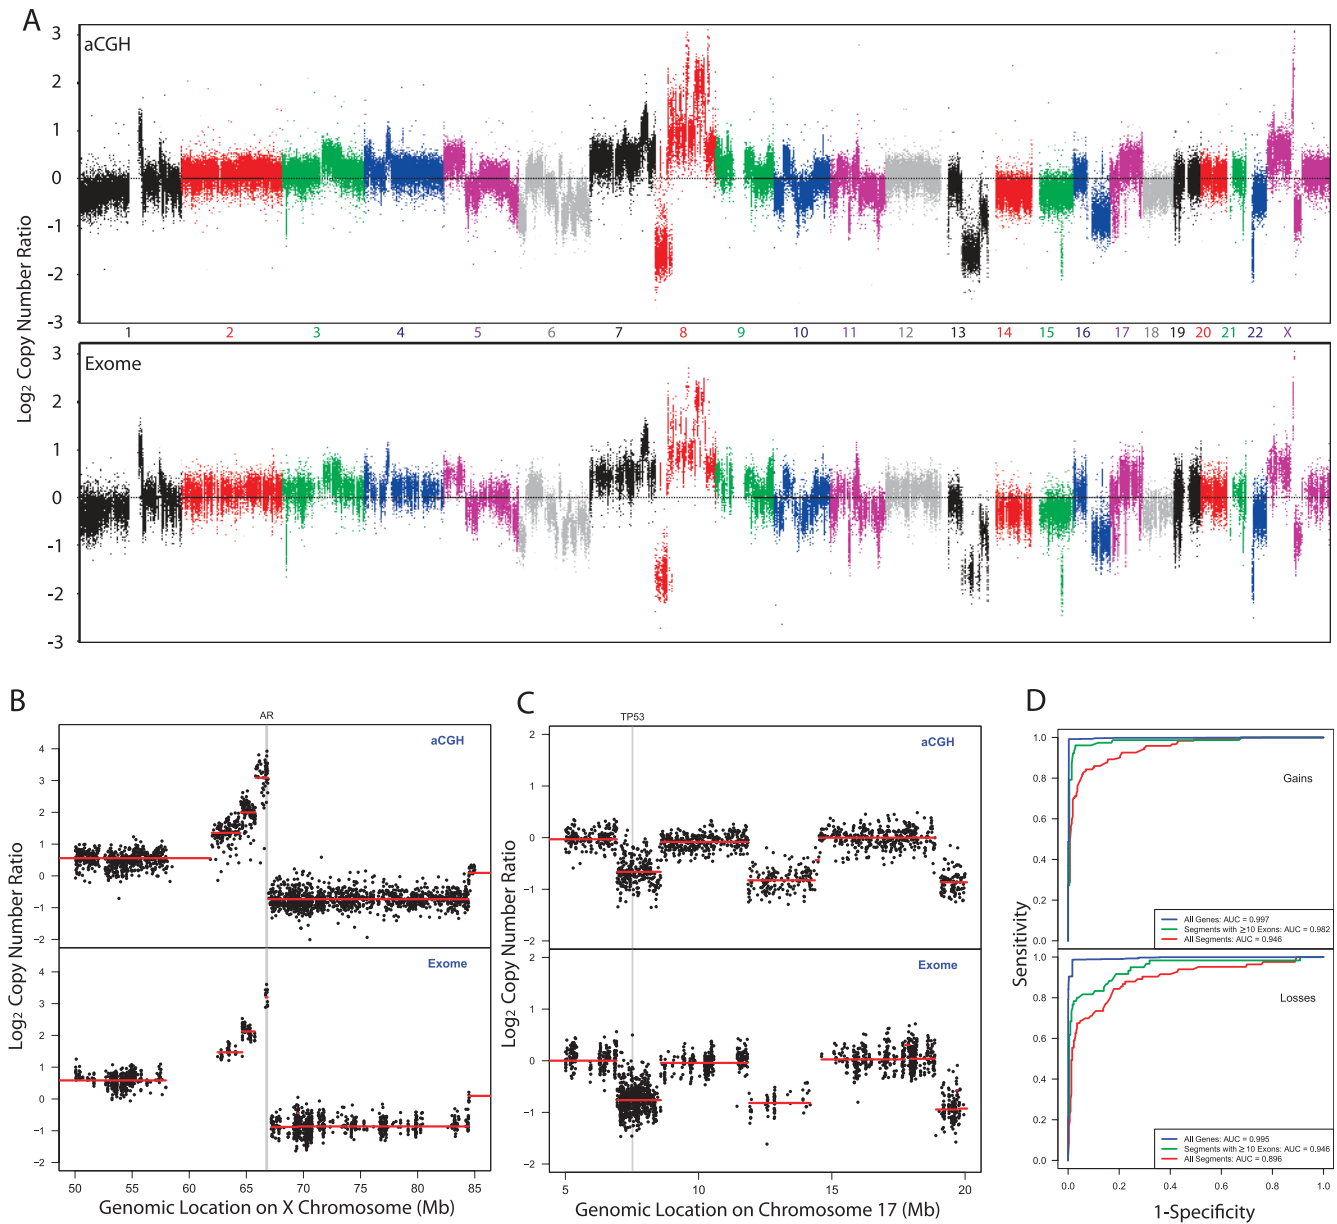 A
aCGH
3
2
1
0
-1
-2
-3
Log2 Copy Number Ratio
1 2 3 4 5 6 7 8 9 10 11 12 13 14 15 16 17 18 19 20 21 22 X
Exome
3
2
1
0
-1
-2
-3
B
AR
aCGH
4
3
2
1
0
−1
−2
Log2 Copy Number Ratio
Exome
4
3
2
1
0
−1
−2
50 55 60 65 70 75 80 85
Genomic Location on X Chromosome (Mb)
C
TP53
aCGH
2
1
0
−1
−2
Log2 Copy Number Ratio
Exome
2
1
0
−1
−2
5 10 15 20
Genomic Location on Chromosome 17 (Mb)
D
1.0
0.8
0.6
0.4
0.2
0.0
Gains
All Genes: AUC = 0.997
Segments with ≥10 Exons: AUC = 0.982
All Segments: AUC = 0.946
Sensitivity
1.0
0.8
0.6
0.4
0.2
0.0
Losses
All Genes: AUC = 0.995
Segments with ≥ 10 Exons: AUC = 0.946
All Segments: AUC = 0.896
0.0 0.2 0.4 0.6 0.8 1.0
1-Specificity